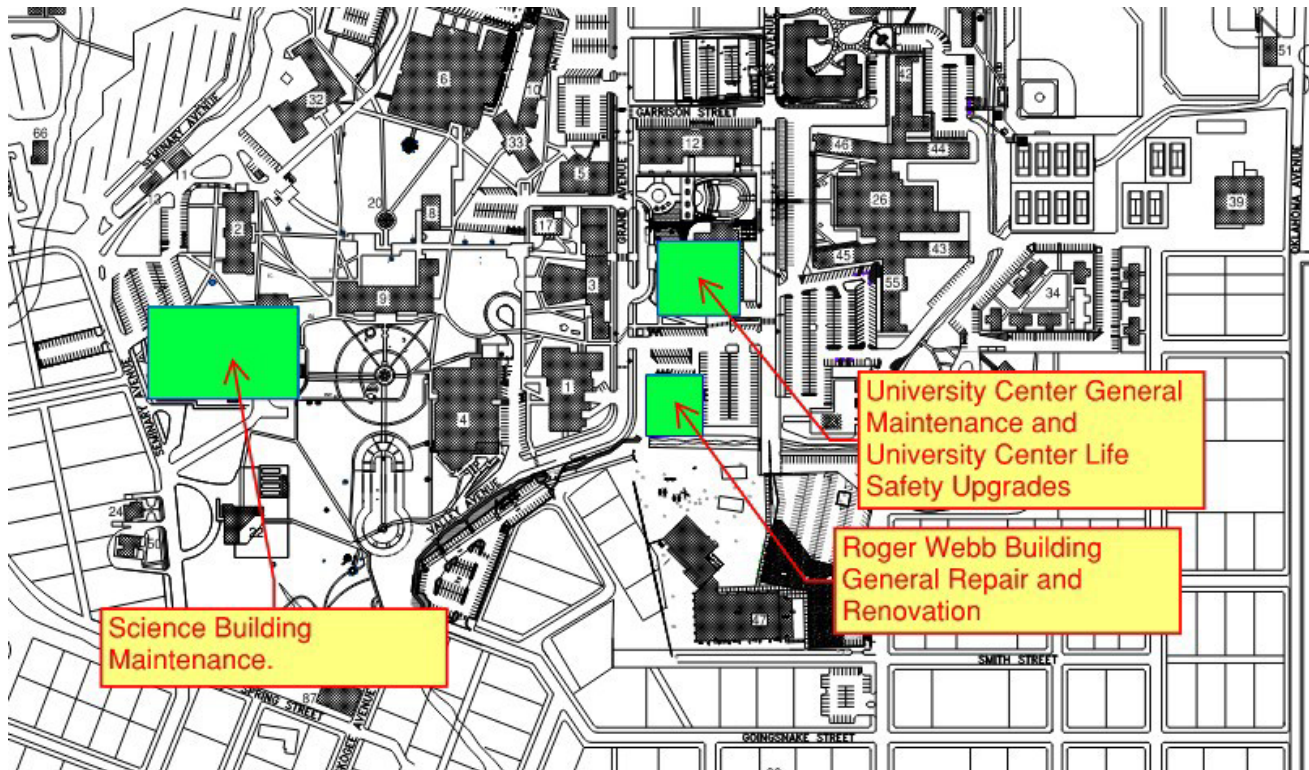 51
6
42
10
32
GARRISON STREET
66
SEMINARY AVENUE
33
12
46
44
5
OKLAHOMA AVENUE
26
39
20
8
2
17
GRAND AVENUE
43
45
3
55
34
9
1
4
University Center General
Maintenance and
University Center Life
Safety Upgrades
SEMINARY AVENUE
VALLEY AVENUE
24
22
Roger Webb Building
General Repair and
Renovation
47
Science Building
Maintenance.
SMITH STREET
87
SPRING STREET
GOINGSNAKE STREET